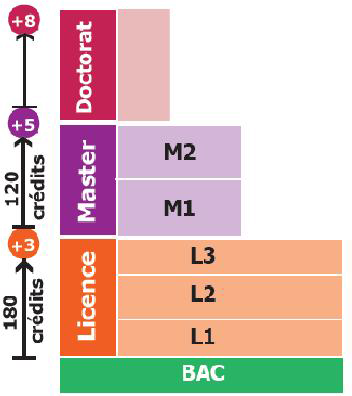 +8
Doctorat
+5
120 crédits
Master
M2
M1
+3
180 crédits
Licence
L3
L2
L1
BAC